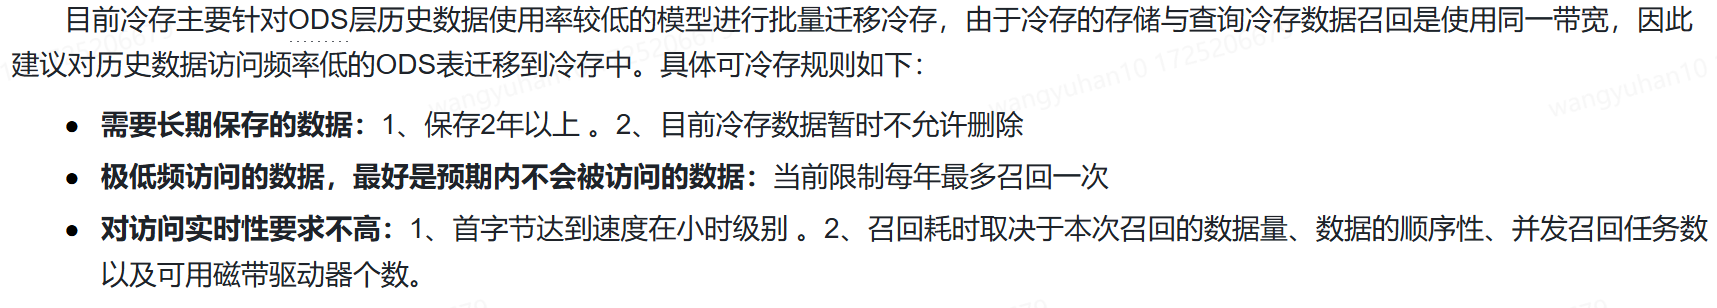 目前冷存主要针对ODS层历史数据使用率较低的模型进行批量迁移冷存，由于冷存的存储与查询冷存数据召回是使用同一带宽，因此
建议对历史数据访问频率低的ODS表迁移到冷存中。具体可冷存规则如下：
● 需要长期保存的数据：1、保存2年以上 。2、目前冷存数据暂时不允许删除
● 极低频访问的数据，最好是预期内不会被访问的数据：当前限制每年最多召回一次
● 对访问实时性要求不高：1、首字节达到速度在小时级别 。2、召回耗时取决于本次召回的数据量、数据的顺序性、并发召回任务数
以及可用磁带驱动器个数。